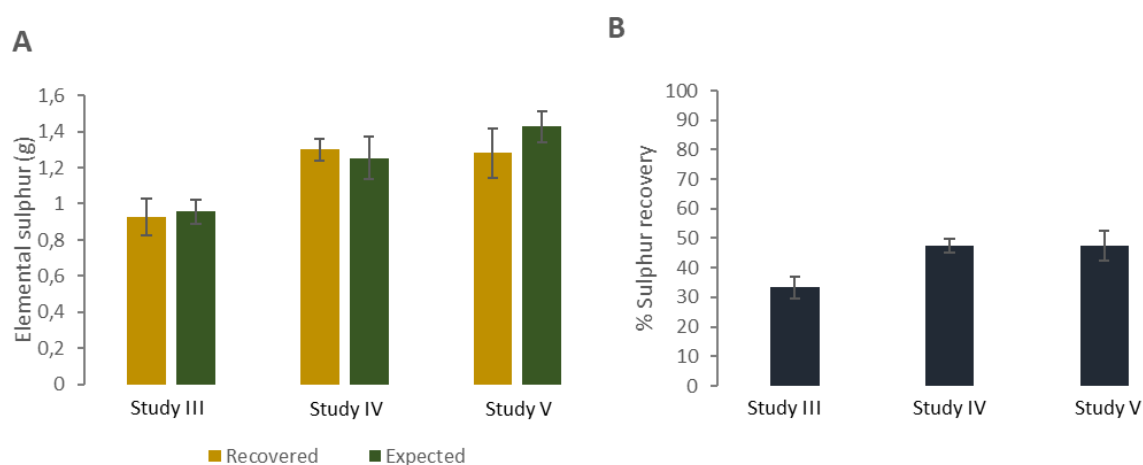 A
Elemental sulphur (g)
1,6
1,4
1,2
1
0,8
0,6
0,4
0,2
0
Study III Study IV Study V
Recovered Expected
B
% Sulphur recovery
100
90
80
70
60
50
40
30
20
10
0
Study III Study IV Study V